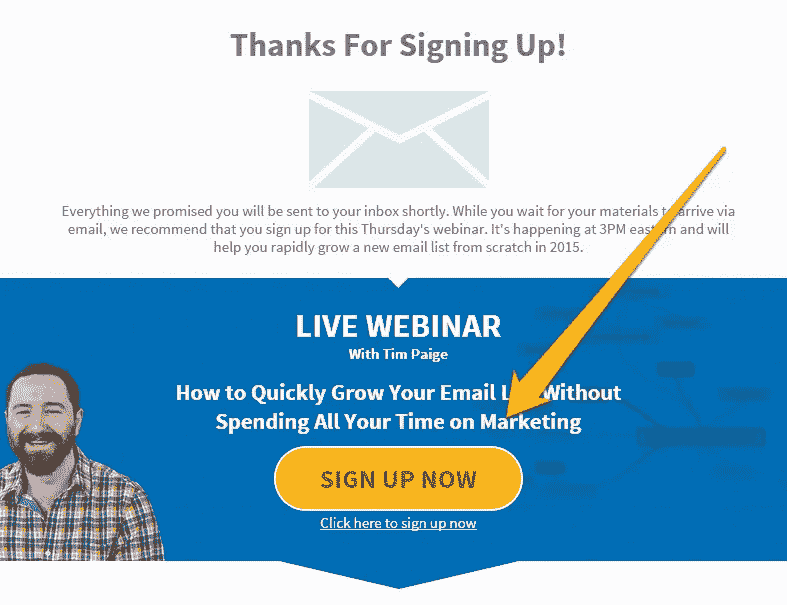 Thanks For Signing Up!
Everything we promised you will be sent to your inbox shortly. While you wait for your materials to arrive via
email, we recommend that you sign up for this Thursday's webinar. It's happening at 3PM eastern and will
help you rapidly grow a new email list from scratch in 2015.
LIVE WEBINAR
With Tim Paige
How to Quickly Grow Your Email List Without
Spending All Your Time on Marketing
SIGN UP NOW
Click here to sign up now